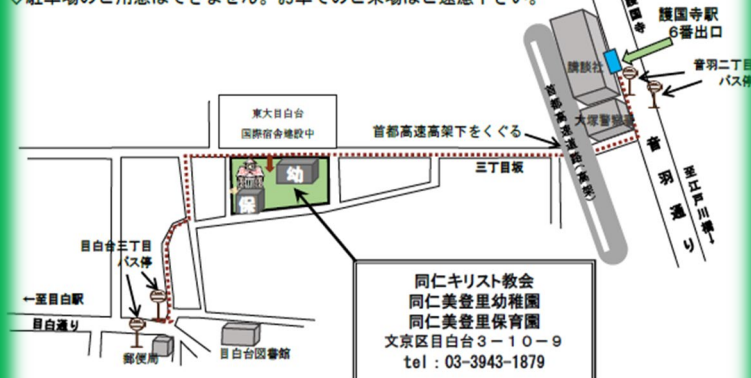 ◇駐車場のご用意はできません。お車でのご来場はご遠慮下さい。
護国寺
護国寺駅
6番出口
講談社
音羽二丁目
バス停
東大目白台
国際宿舎建設中
首都高速高架下をくぐる
首都高速道路(高架)
大塚警察署
音羽通り
至江戸川橋→
三丁目坂
幼
保
目白台三丁目
バス停
←至目白駅
目白通り
郵便局
目白台図書館
同仁キリスト教会
同仁美登里幼稚園
同仁美登里保育園
文京区目白台3-10-9
tel:03-3943-1879